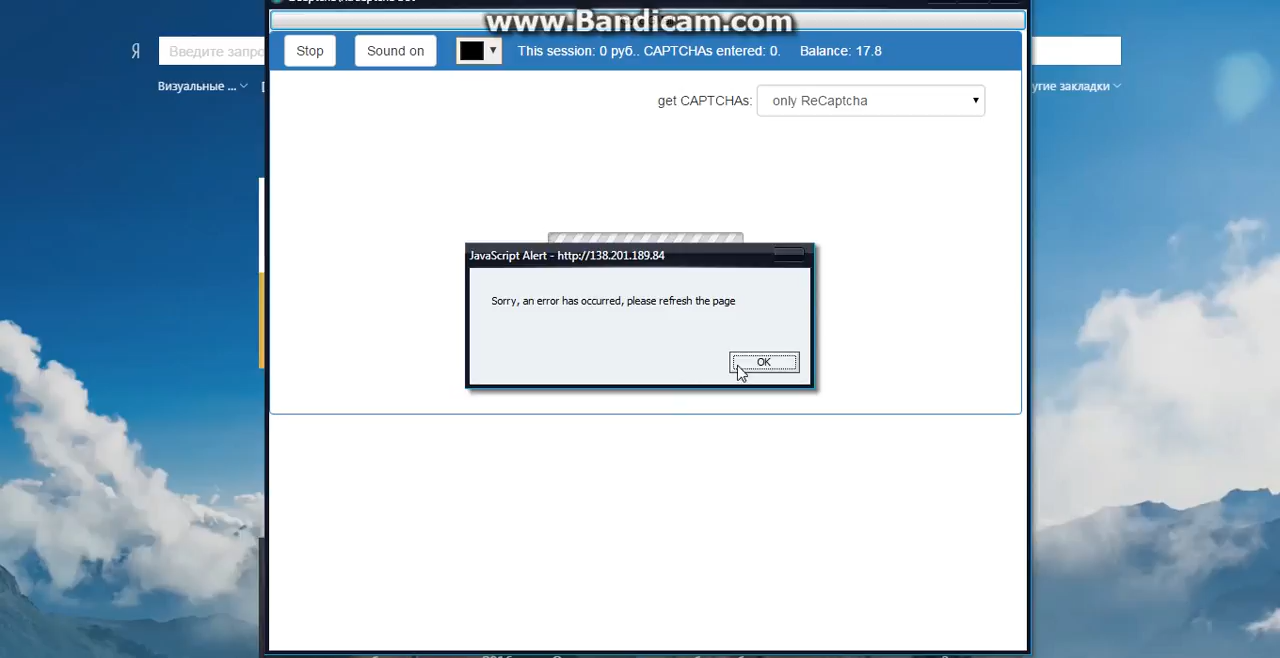 www.Bandicam.com
Я
Введите запро
Stop
Sound on
This session: 0 руб.. CAPTCHAs entered: 0.
Balance: 17.8
Визуальные ...
угие закладки
get CAPTCHAs:
only ReCaptcha
JavaScript Alert - http://138.201.189.84
Sorry, an error has occurred, please refresh the page
OK